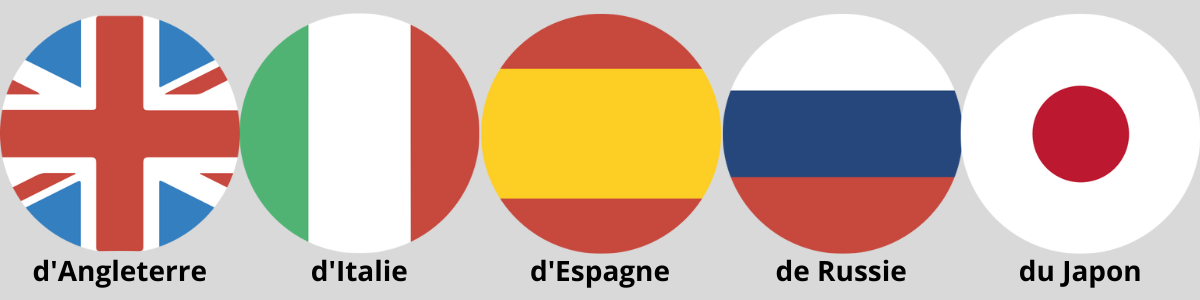 d'Angleterre
d'Italie
d'Espagne
de Russie
du Japon